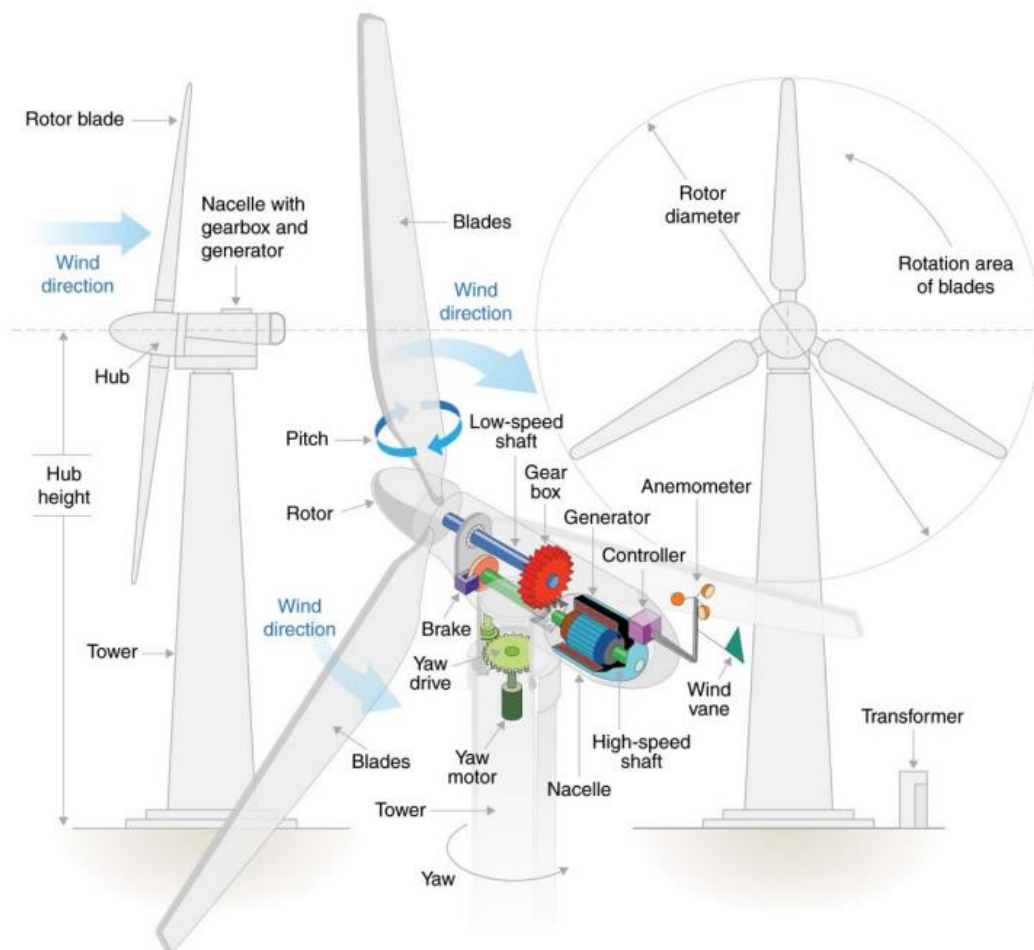 Rotor blade
Nacelle with
gearbox and
generator
Wind
direction
Hub
Hub
height
Tower
Blades
Wind
direction
Pitch
Low-speed
shaft
Gear
box
Rotor
Generator
Controller
Anemometer
Brake
Wind
direction
Yaw
drive
Yaw
motor
Blades
Tower
Yaw
Nacelle
High-speed
shaft
Wind
vane
Rotor
diameter
Rotation area
of blades
Transformer